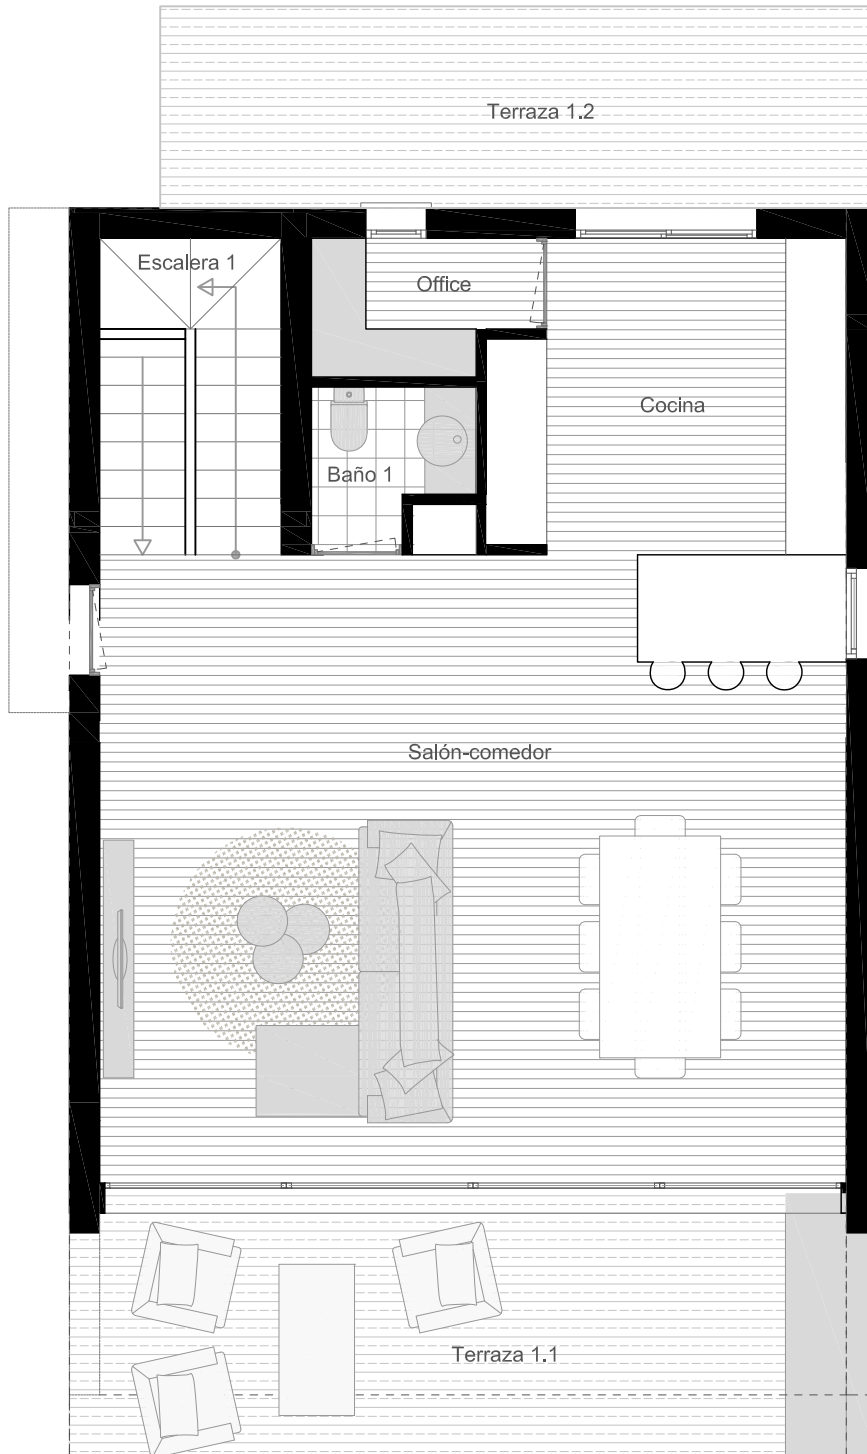 Terraza 1.2
Escalera 1
Office
Cocina
Baño 1
Salón-comedor
Terraza 1.1